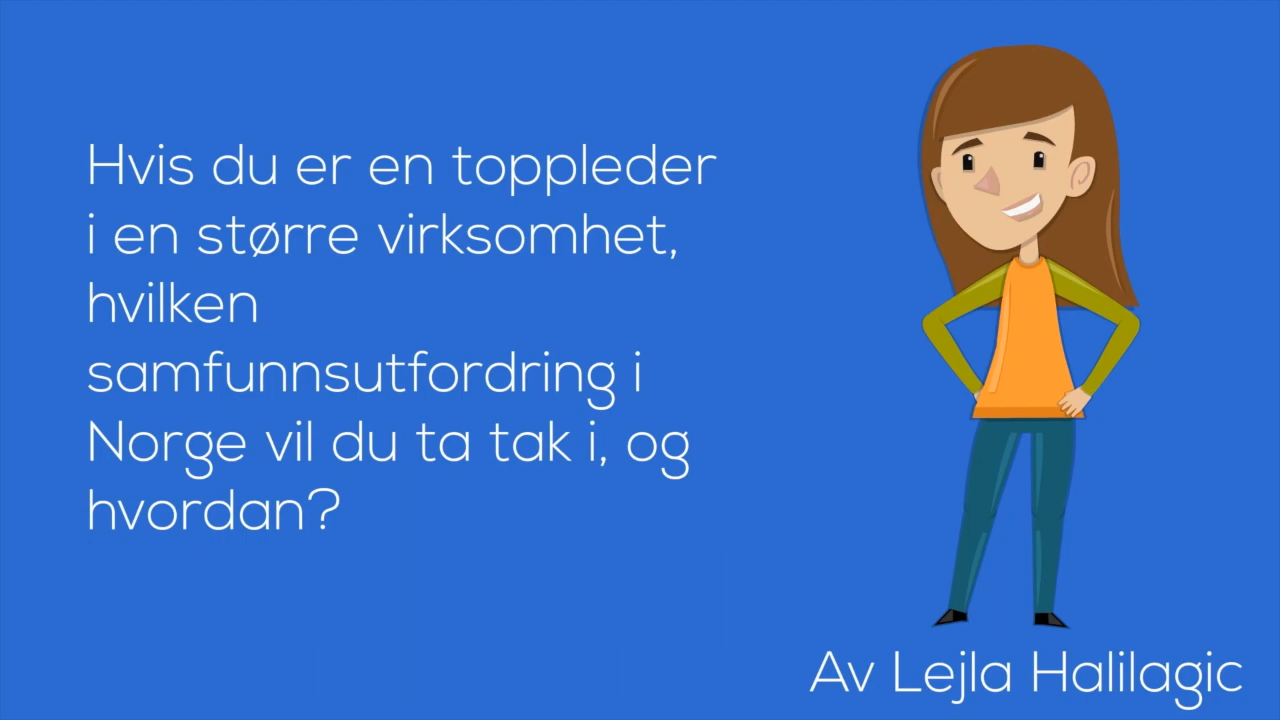 Hvis du er en toppleder
i en større virksomhet,
hvilken
samfunnsutfordring i
Norge vil du ta tak i, og
hvordan?
Av Lejla Halilagic